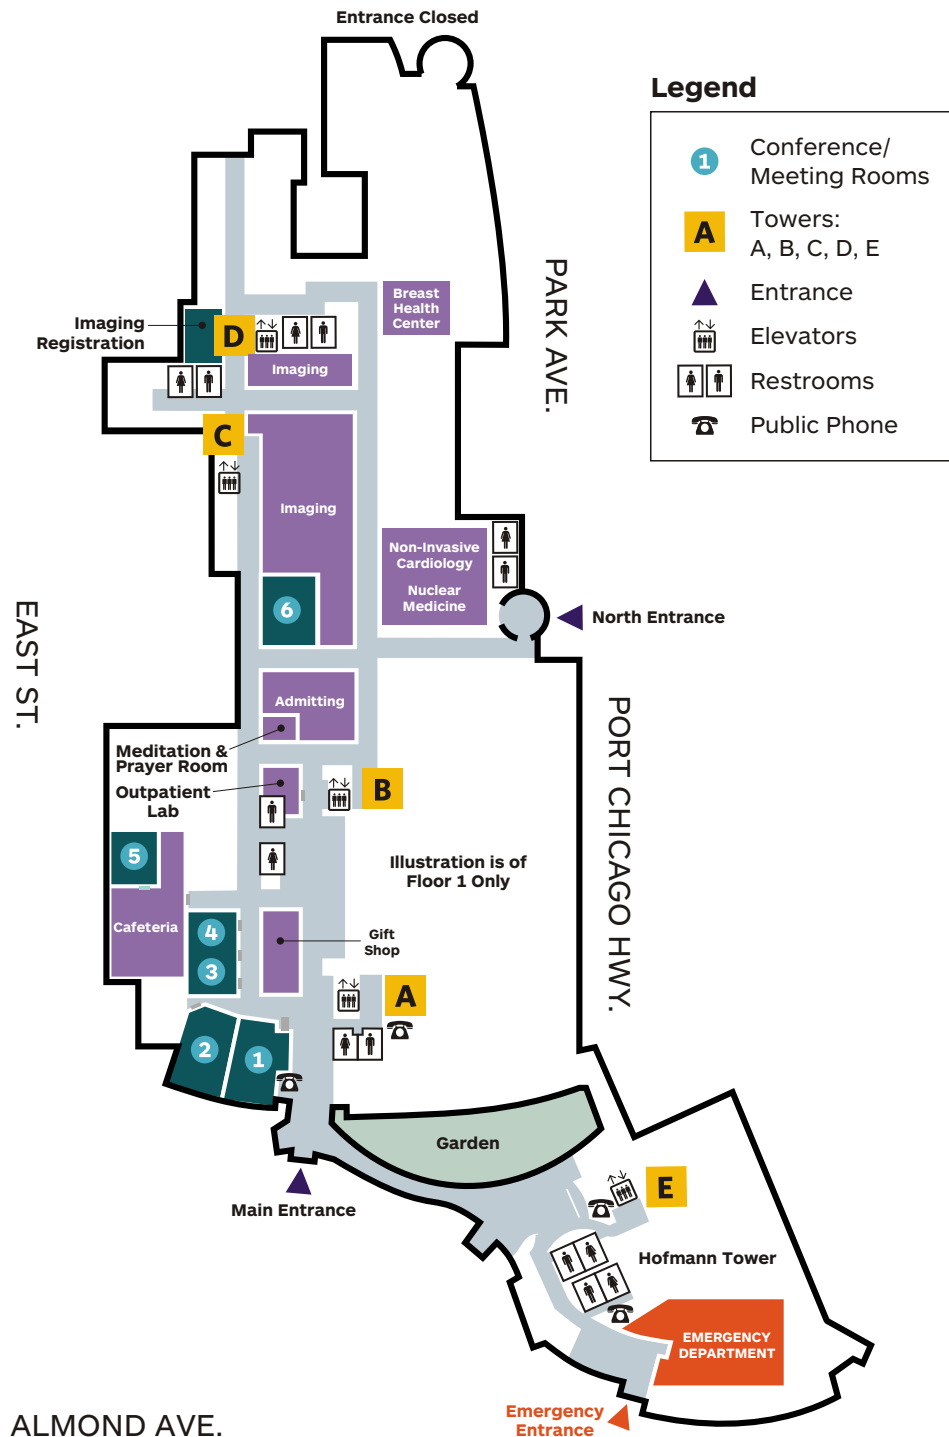 Entrance Closed
Legend
1
Conference/
Meeting Rooms
A
Towers:
A, B, C, D, E
Entrance
Elevators
Restrooms
Public Phone
PARK AVE.
Breast
Health
Center
Imaging
Registration
D
Imaging
C
Imaging
Non-Invasive
Cardiology
Nuclear
Medicine
6
North Entrance
EAST ST.
Admitting
Meditation &
Prayer Room
Outpatient
Lab
B
PORT CHICAGO HWY.
5
Illustration is of
Floor 1 Only
Cafeteria
4
3
Gift
Shop
A
2
1
Garden
Main Entrance
E
Hofmann Tower
EMERGENCY
DEPARTMENT
Emergency
Entrance
ALMOND AVE.